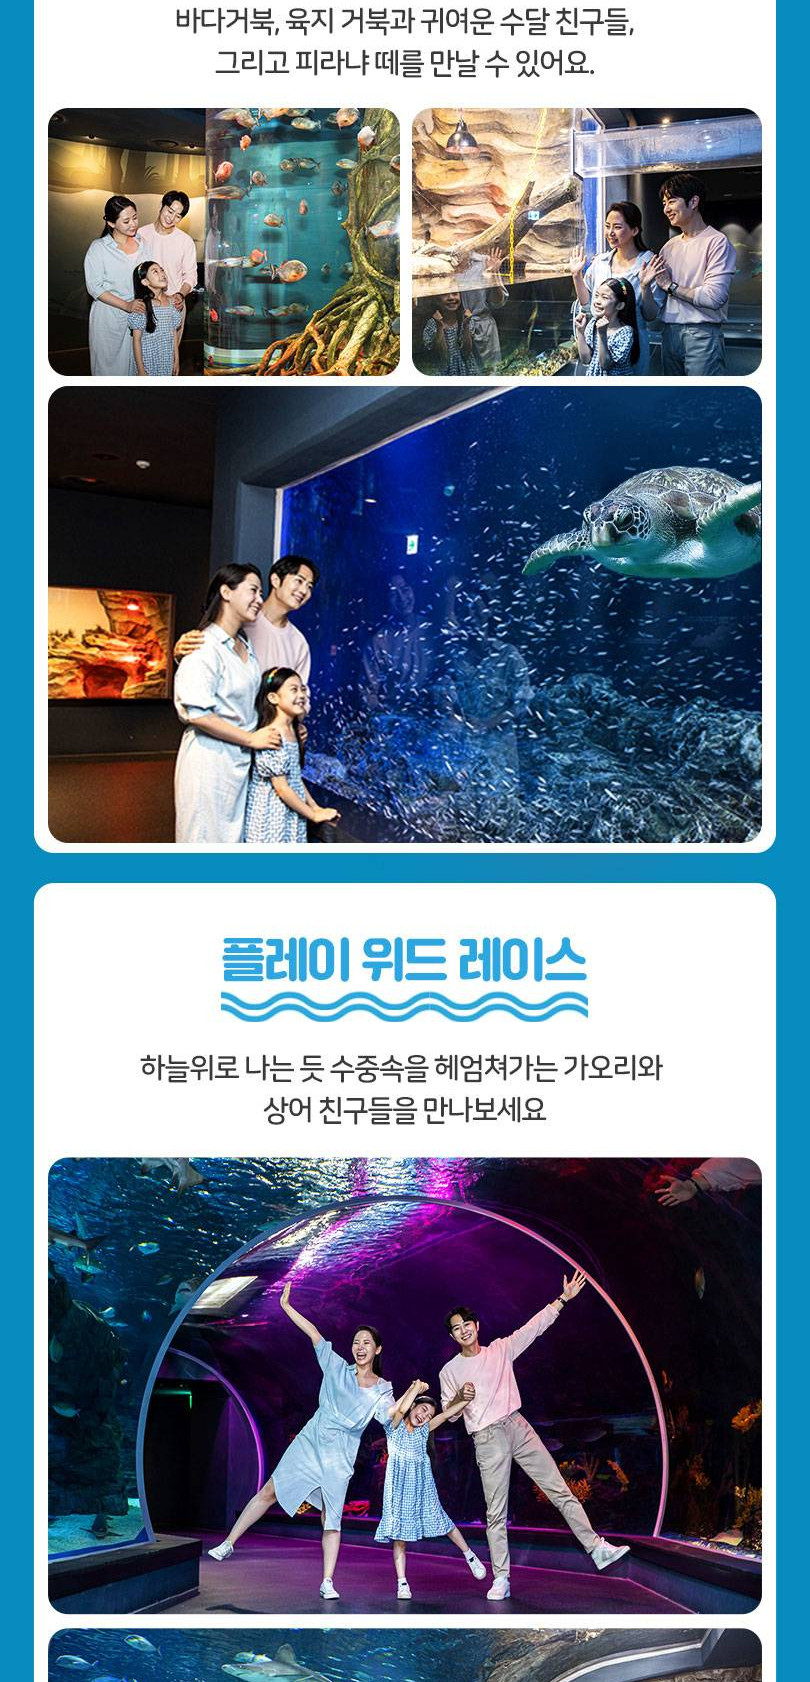 바다거북, 육지 거북과 귀여운 수달 친구들,
그리고 피라냐 떼를 만날 수 있어요.
플레이 위드 레이스
하늘위로 나는 듯 수중속을 헤엄쳐가는 가오리와
상어 친구들을 만나보세요